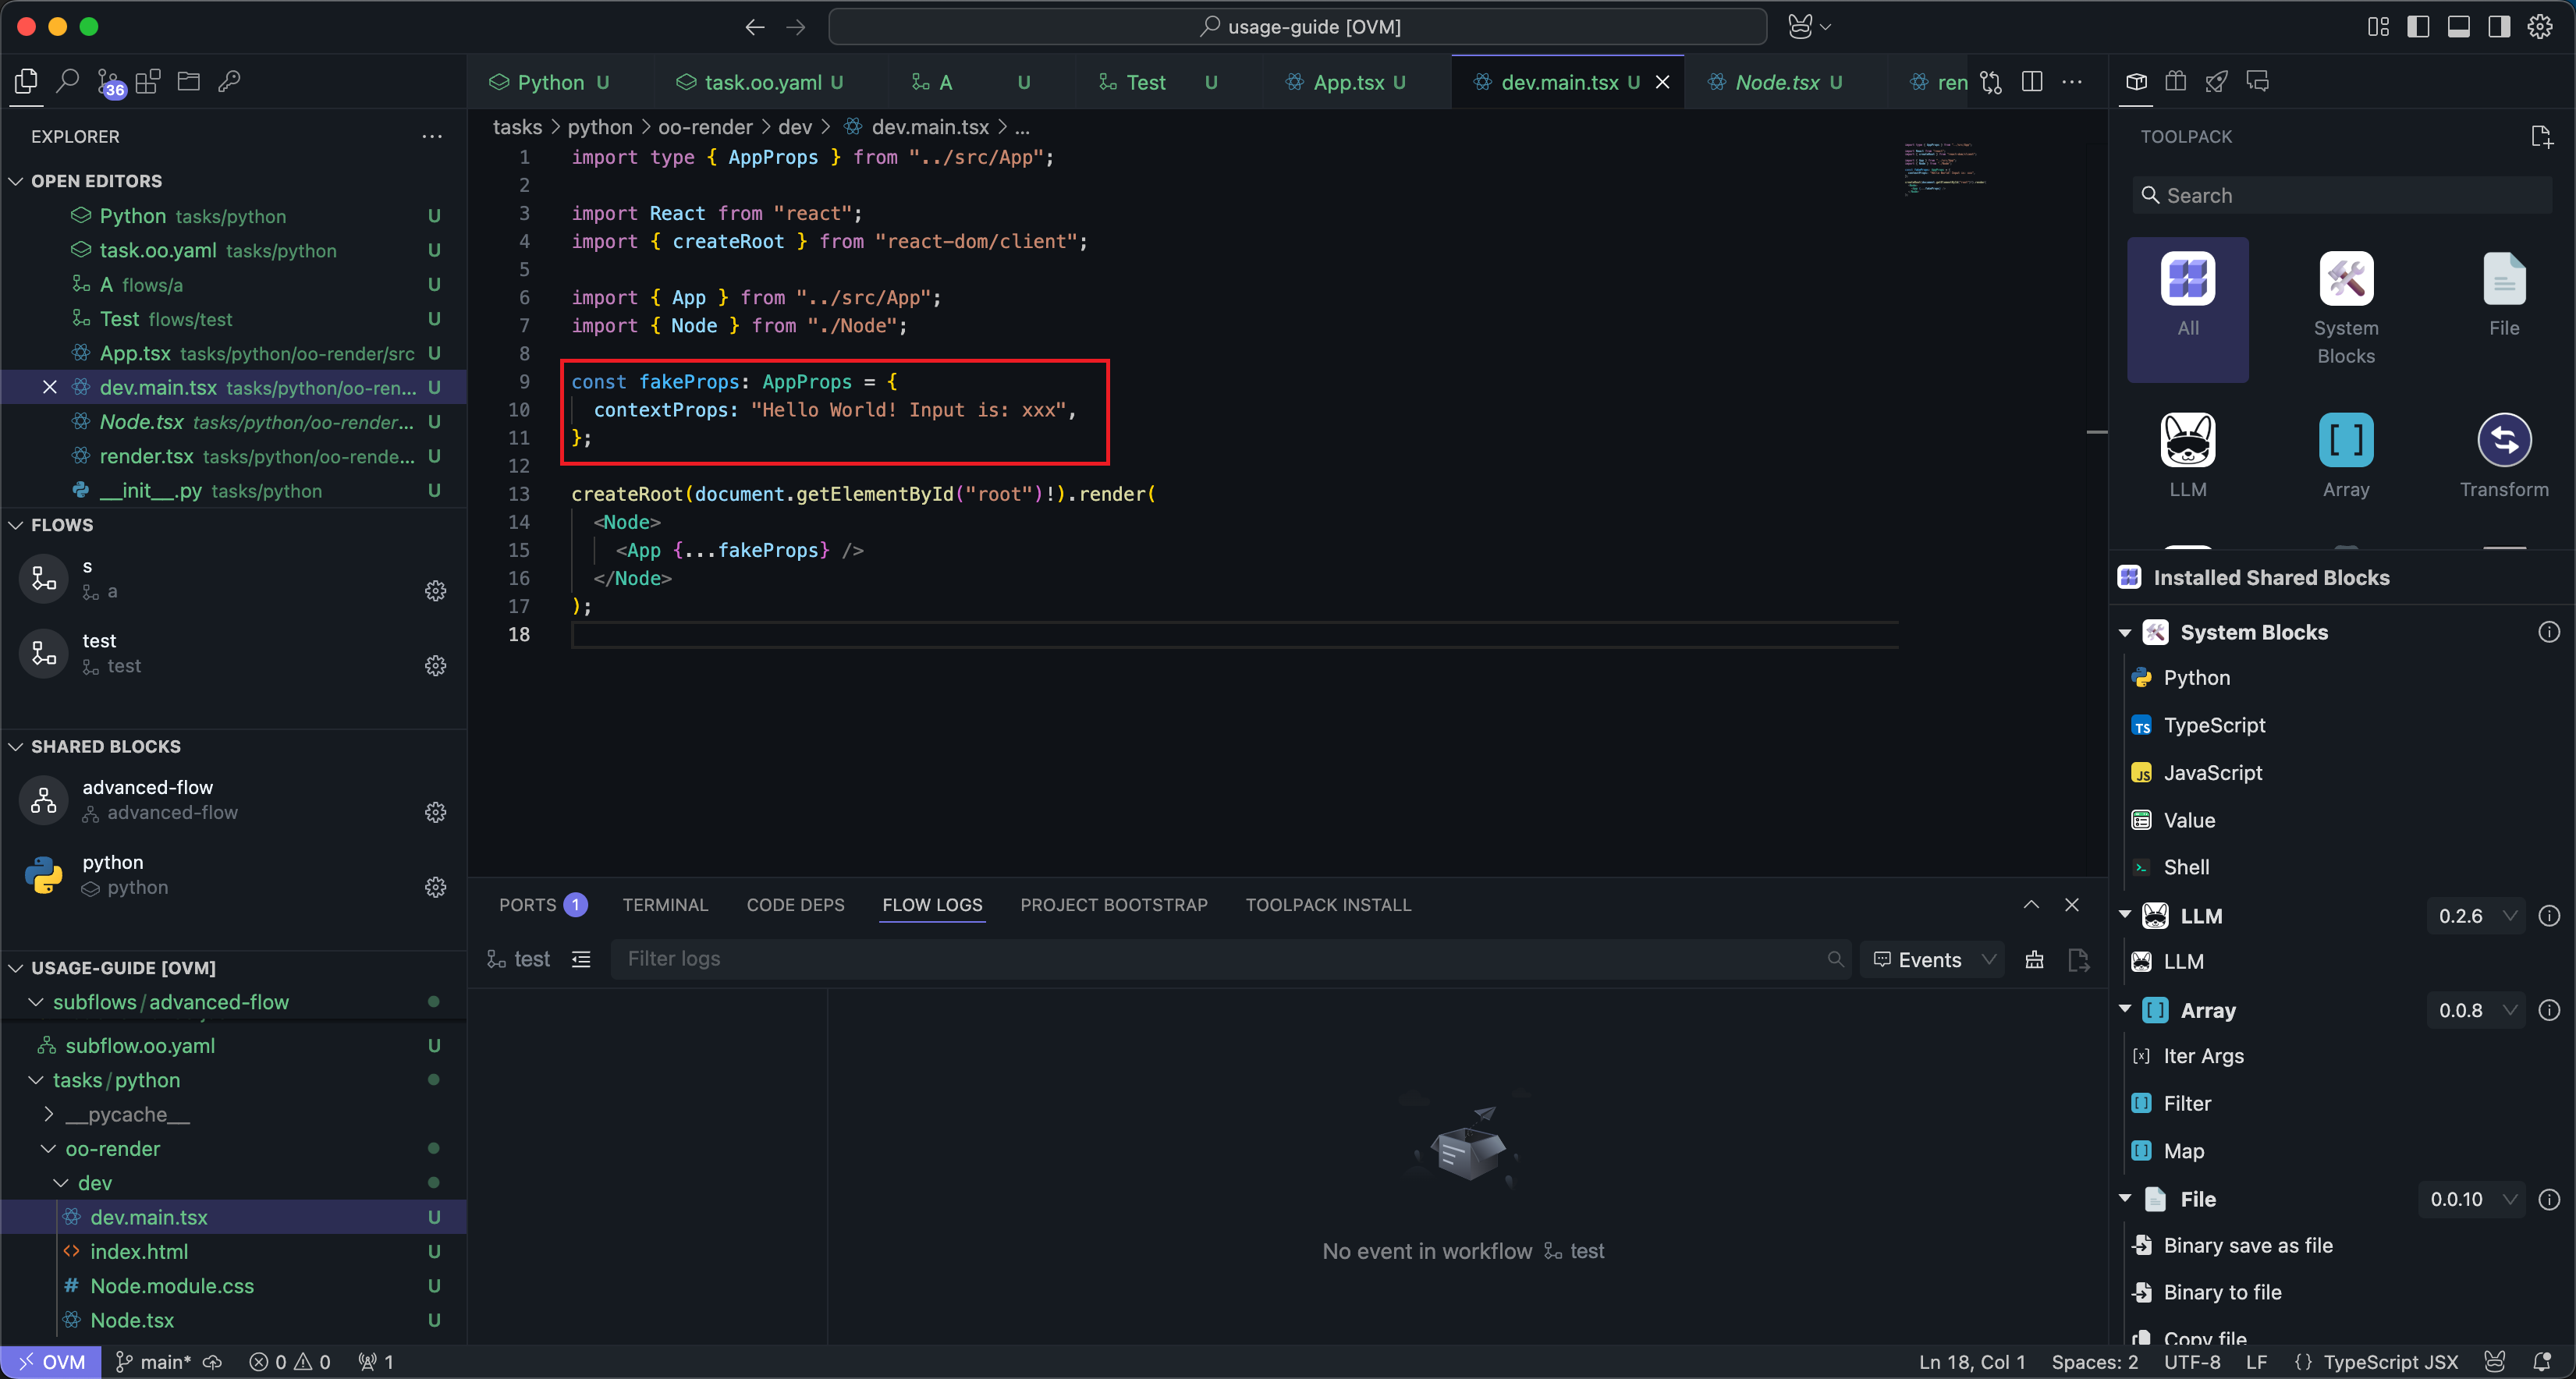 usage-guide [OVM]
36
Python U
task.oo.yaml U
A U
Test U
App.tsx U
dev.main.tsx U
Node.tsx U
ren
EXPLORER
OPEN EDITORS
Python tasks/python U
task.oo.yaml tasks/python U
A flows/a U
Test flows/test U
App.tsx tasks/python/oo-render/src U
dev.main.tsx tasks/python/oo-ren... U
Node.tsx tasks/python/oo-render... U
render.tsx tasks/python/oo-rende... U
__init__.py tasks/python U
FLOWS
s
a
test
test
SHARED BLOCKS
advanced-flow
advanced-flow
python
python
USAGE-GUIDE [OVM]
subflows/advanced-flow
subflow.oo.yaml U
tasks/python
__pycache__
oo-render
dev
dev.main.tsx U
index.html U
Node.module.css U
Node.tsx U
tasks > python > oo-render > dev > dev.main.tsx > ...
1 import type { AppProps } from "../src/App";
2
3 import React from "react";
4 import { createRoot } from "react-dom/client";
5
6 import { App } from "../src/App";
7 import { Node } from "./Node";
8
9 const fakeProps: AppProps = {
10 contextProps: "Hello World! Input is: xxx",
11 };
12
13 createRoot(document.getElementById("root")!).render(
14 <Node>
15 <App {...fakeProps} />
16 </Node>
17 );
18
PORTS 1 TERMINAL CODE DEPS FLOW LOGS PROJECT BOOTSTRAP TOOLPACK INSTALL
test Filter logs Events
No event in workflow test
TOOLPACK
Search
All
System Blocks
File
LLM
Array
Transform
Installed Shared Blocks
System Blocks
Python
TS TypeScript
JS JavaScript
Value
Shell
LLM 0.2.6
LLM
Array 0.0.8
Iter Args
Filter
Map
File 0.0.10
Binary save as file
Binary to file
Copy file
OVM main* 0 0 1
Ln 18, Col 1 Spaces: 2 UTF-8 LF {} TypeScript JSX